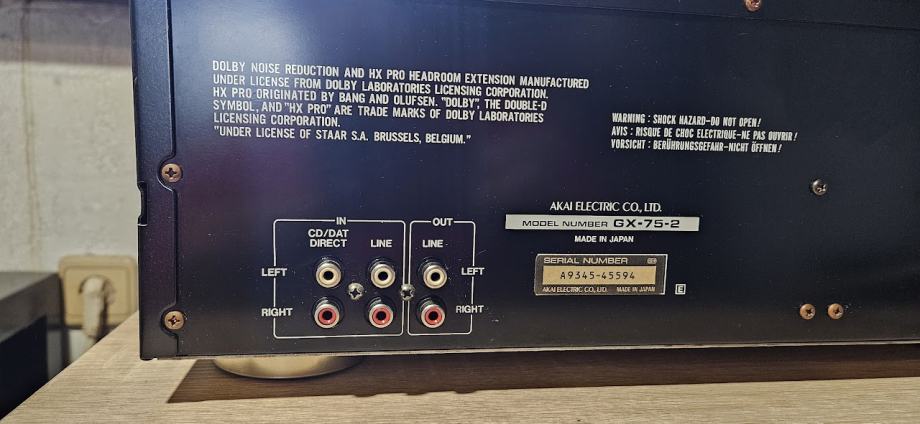 DOLBY NOISE REDUCTION AND HX PRO HEADROOM EXTENSION MANUFACTURED
UNDER LICENSE FROM DOLBY LABORATORIES LICENSING CORPORATION.
HX PRO ORIGINATED BY BANG AND OLUFSEN. "DOLBY", THE DOUBLE-D
SYMBOL, AND "HX PRO" ARE TRADE MARKS OF DOLBY LABORATORIES
LICENSING CORPORATION.
"UNDER LICENSE OF STAAR S.A. BRUSSELS, BELGIUM."
WARNING : SHOCK HAZARD-DO NOT OPEN!
AVIS : RISQUE DE CHOC ELECTRIQUE-NE PAS OUVRIR!
VORSICHT : BERÜHRUNGSGEFAHR-NICHT ÖFFNEN!
IN
OUT
CD/DAT
DIRECT
LINE
LINE
LEFT
LEFT
RIGHT
RIGHT
AKAI ELECTRIC CO., LTD.
MODEL NUMBER GX-75-2
MADE IN JAPAN
SERIAL NUMBER
A9345-45594
AKAI ELECTRIC CO., LTD. MADE IN JAPAN
E